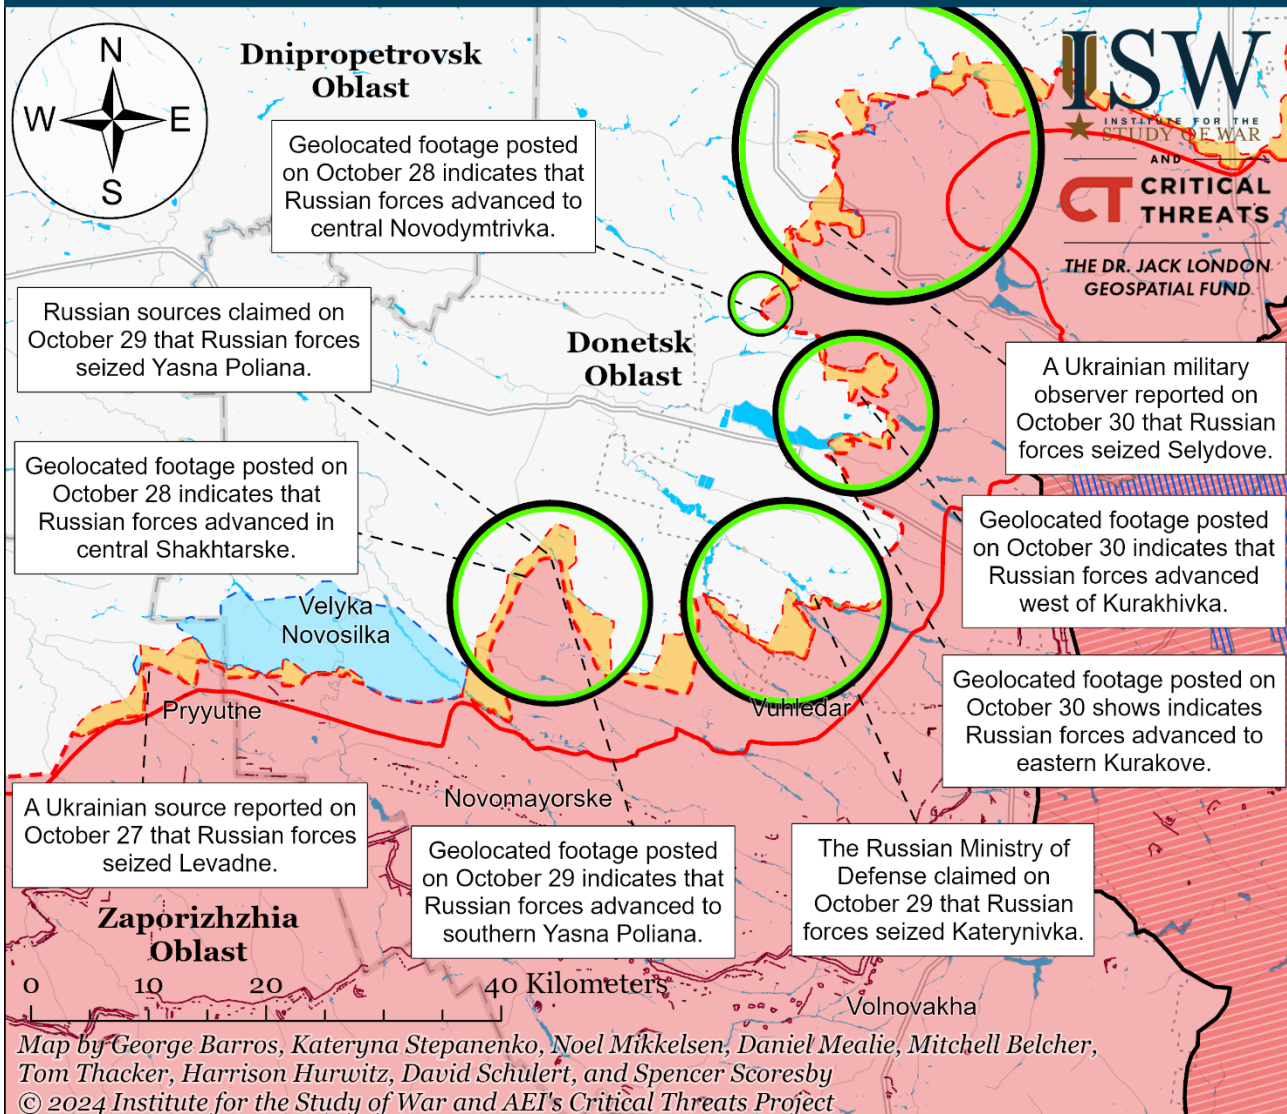 N
W
E
S
Dnipropetrovsk
Oblast
ISW
INSTITUTE FOR THE
STUDY OF WAR
AND
CT CRITICAL
THREATS
THE DR. JACK LONDON
GEOSPATIAL FUND
Geolocated footage posted
on October 28 indicates that
Russian forces advanced to
central Novodymtrivka.
Russian sources claimed on
October 29 that Russian forces
seized Yasna Poliana.
Donetsk
Oblast
A Ukrainian military
observer reported on
October 30 that Russian
forces seized Selydove.
Geolocated footage posted on
October 28 indicates that
Russian forces advanced in
central Shakhtarske.
Geolocated footage posted
on October 30 indicates that
Russian forces advanced
west of Kurakhivka.
Velyka
Novosilka
Pryyutne
Vuhledar
Geolocated footage posted on
October 30 shows indicates
Russian forces advanced to
eastern Kurakove.
A Ukrainian source reported on
October 27 that Russian forces
seized Levadne.
Novomayorske
Geolocated footage posted
on October 29 indicates that
Russian forces advanced to
southern Yasna Poliana.
The Russian Ministry of
Defense claimed on
October 29 that Russian
forces seized Katerynivka.
Zaporizhzhia
Oblast
0 10 20 40 Kilometers
Volnovakha
Map by George Barros, Kateryna Stepanenko, Noel Mikkelsen, Daniel Mealie, Mitchell Belcher,
Tom Thacker, Harrison Hurwitz, David Schulert, and Spencer Scoresby
© 2024 Institute for the Study of War and AEI's Critical Threats Project